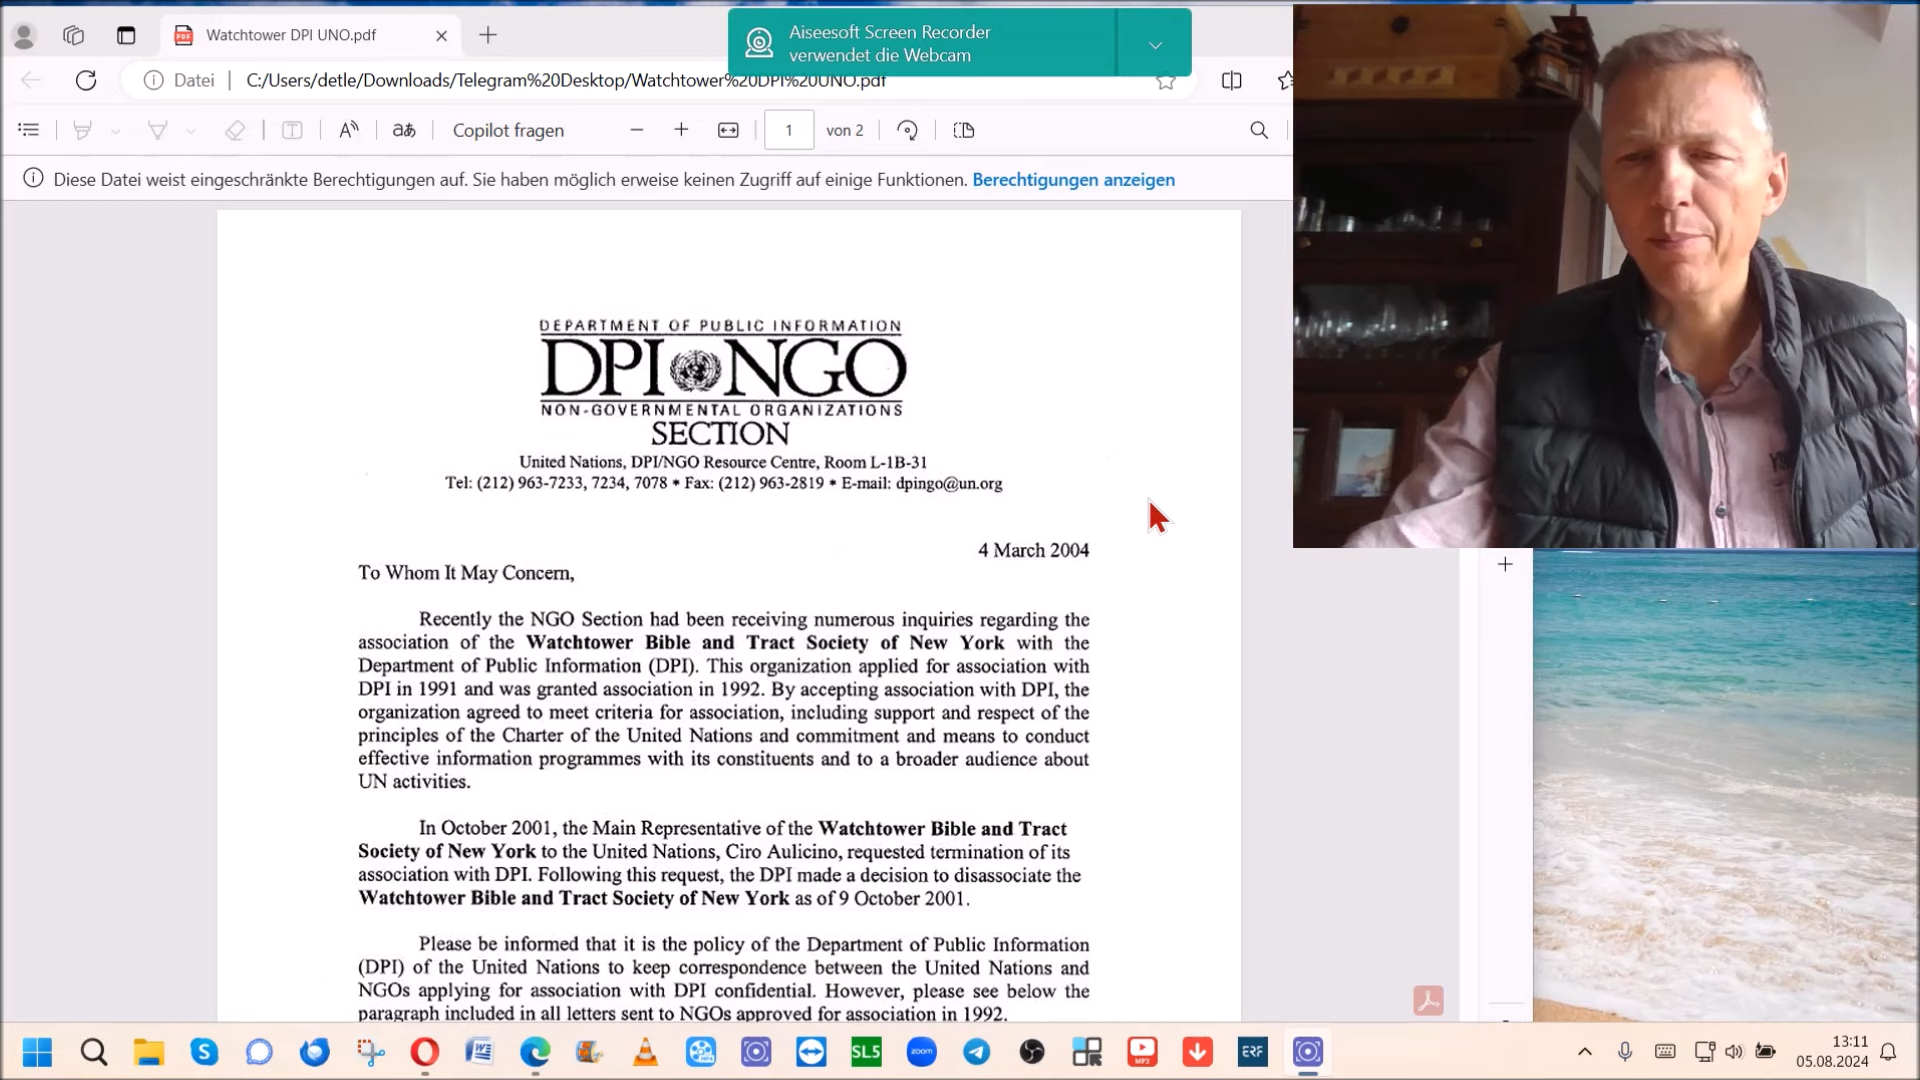 Watchtower DPI UNO.pdf
Aiseesoft Screen Recorder
verwendet die Webcam
Datei
C:/Users/detle/Downloads/Telegram%20Desktop/Watchtower%20DPI%20UNO.pdf
Copilot fragen
1
von 2
Diese Datei weist eingeschränkte Berechtigungen auf. Sie haben möglich erweise keinen Zugriff auf einige Funktionen. Berechtigungen anzeigen
DEPARTMENT OF PUBLIC INFORMATION
DPI NGO
NON-GOVERNMENTAL ORGANIZATIONS
SECTION
United Nations, DPI/NGO Resource Centre, Room L-1B-31
Tel: (212) 963-7233, 7234, 7078 * Fax: (212) 963-2819 * E-mail: dpingo@un.org
4 March 2004
To Whom It May Concern,
Recently the NGO Section had been receiving numerous inquiries regarding the
association of the Watchtower Bible and Tract Society of New York with the
Department of Public Information (DPI). This organization applied for association with
DPI in 1991 and was granted association in 1992. By accepting association with DPI, the
organization agreed to meet criteria for association, including support and respect of the
principles of the Charter of the United Nations and commitment and means to conduct
effective information programmes with its constituents and to a broader audience about
UN activities.
In October 2001, the Main Representative of the Watchtower Bible and Tract
Society of New York to the United Nations, Ciro Aulicino, requested termination of its
association with DPI. Following this request, the DPI made a decision to disassociate the
Watchtower Bible and Tract Society of New York as of 9 October 2001.
Please be informed that it is the policy of the Department of Public Information
(DPI) of the United Nations to keep correspondence between the United Nations and
NGOs applying for association with DPI confidential. However, please see below the
paragraph included in all letters sent to NGOs approved for association in 1992.
SL5
zoom
MP3
ERF
13:11
05.08.2024